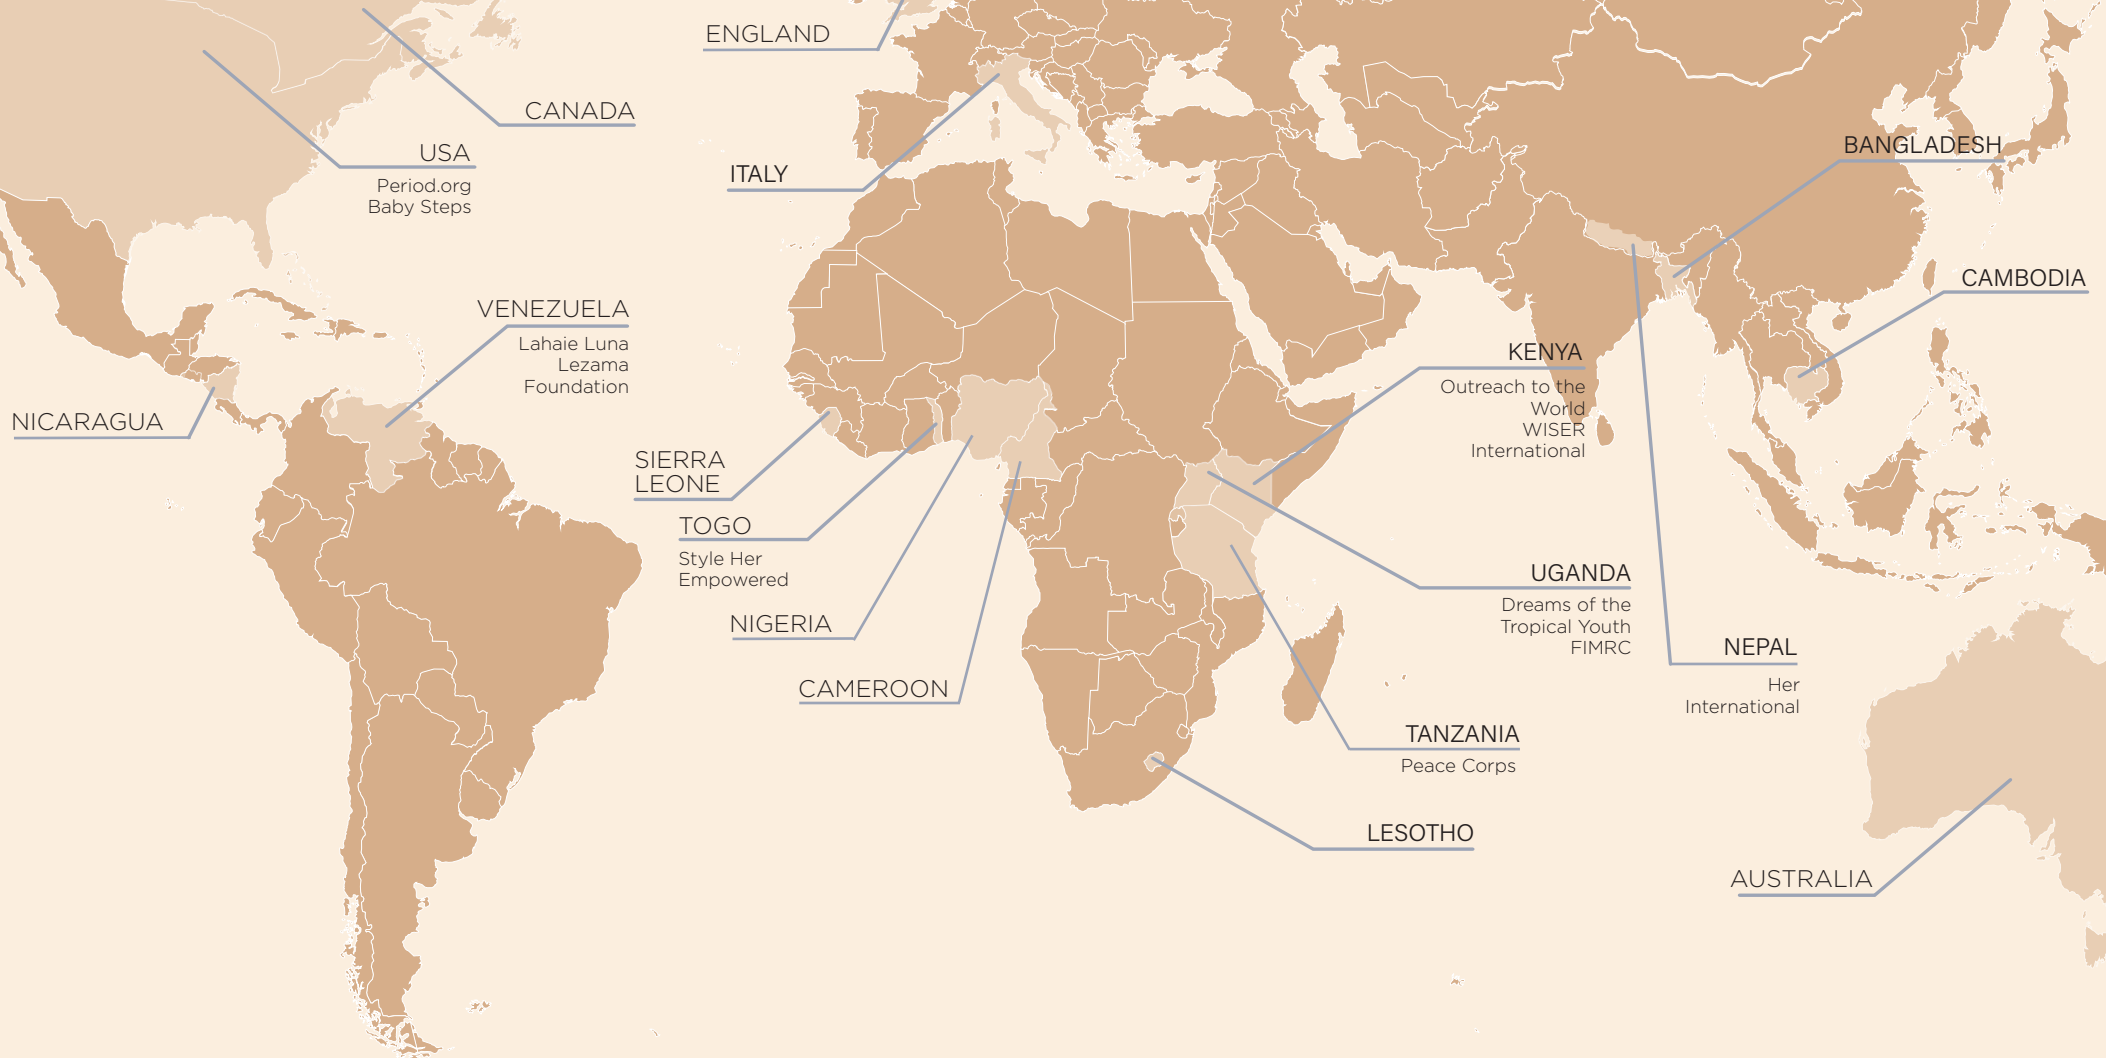 ENGLAND
CANADA
USA
Period.org
Baby Steps
ITALY
BANGLADESH
CAMBODIA
VENEZUELA
Lahaie Luna
Lezama
Foundation
NICARAGUA
KENYA
Outreach to the
World
WISER
International
SIERRA
LEONE
TOGO
Style Her
Empowered
NIGERIA
CAMEROON
UGANDA
Dreams of the
Tropical Youth
FIMRC
NEPAL
Her
International
TANZANIA
Peace Corps
LESOTHO
AUSTRALIA